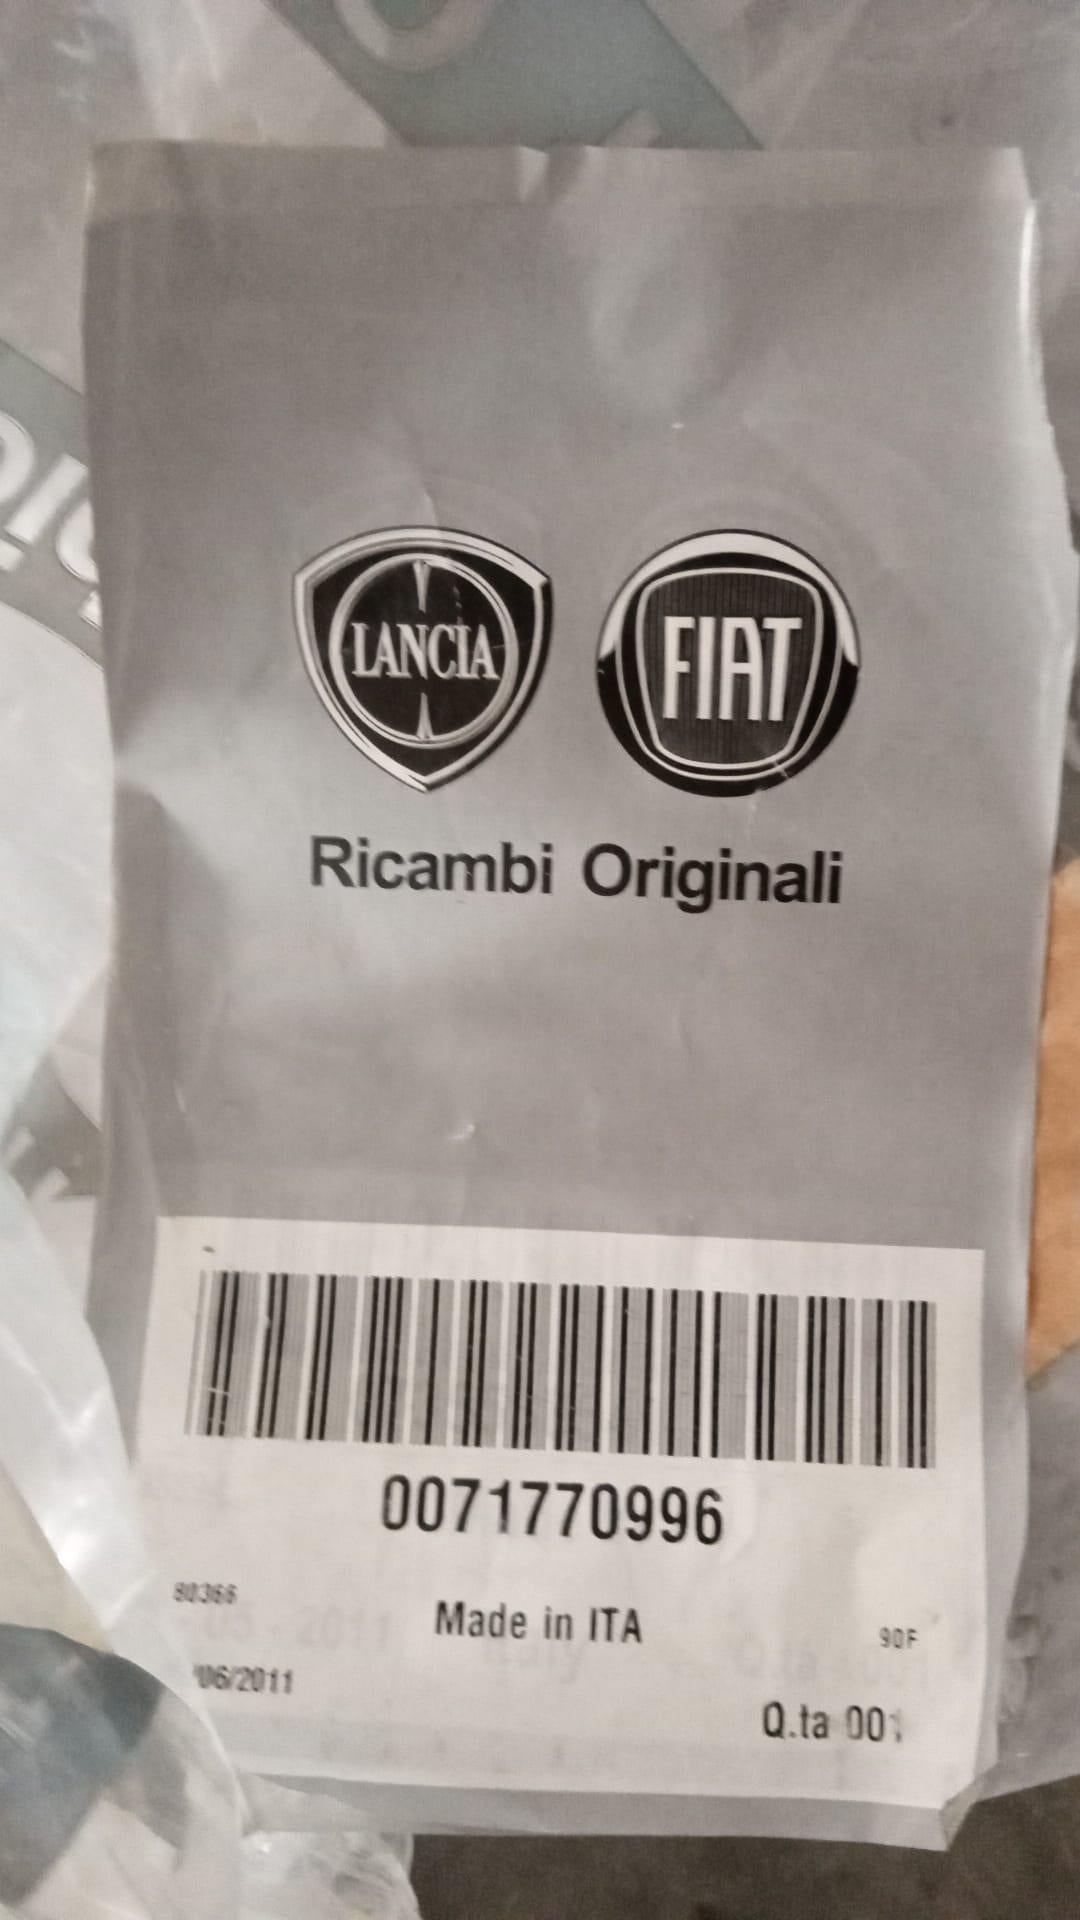 LANCIA
FIAT
Ricambi Originali
0071770996
80366
Made in ITA
90F
06/2011
Q.ta 001